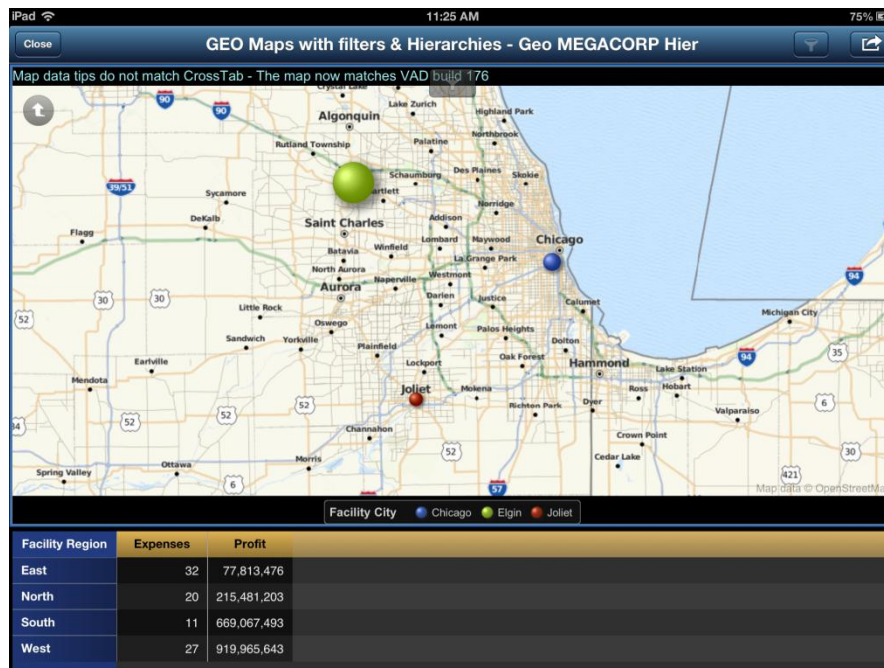 iPad 11:25 AM 75%
Close GEO Maps with filters & Hierarchies - Geo MEGACORP Hier
Map data tips do not match CrossTab - The map now matches VAD build 176
Crystal Lake
90
90
Lake Zurich
Algonquin
Highland Park
Northbrook
Rutland Township
Palatine
39/51
Schaumburg
Des Plaines
Skokie
Bartlett
Sycamore
Norridge
DeKalb
Saint Charles
Addison
Flagg
Chicago
Batavia
Winfield
Lombard
Maywood
La Grange Park
North Aurora
Naperville
Westmont
94
Aurora
Darien
Justice
Calumet
30
30
Little Rock
Michigan City
52
Oswego
Lemont
Palos Heights
Sandwich
Yorkville
Plainfield
Dolton
Earlville
Lockport
Oak Forest
Hammond
94
35
Lake Station
Mendota
Joliet
Mokena
Ross
Hobart
52
52
52
Richton Park
Dyer
Valparaiso
6
Channahon
Crown Point
52
30
Spring Valley
Ottawa
Morris
Cedar Lake
6
57
421
Map data © OpenStreetMa
Facility City Chicago Elgin Joliet
Facility Region Expenses Profit
East 32 77,813,476
North 20 215,481,203
South 11 669,067,493
West 27 919,965,643